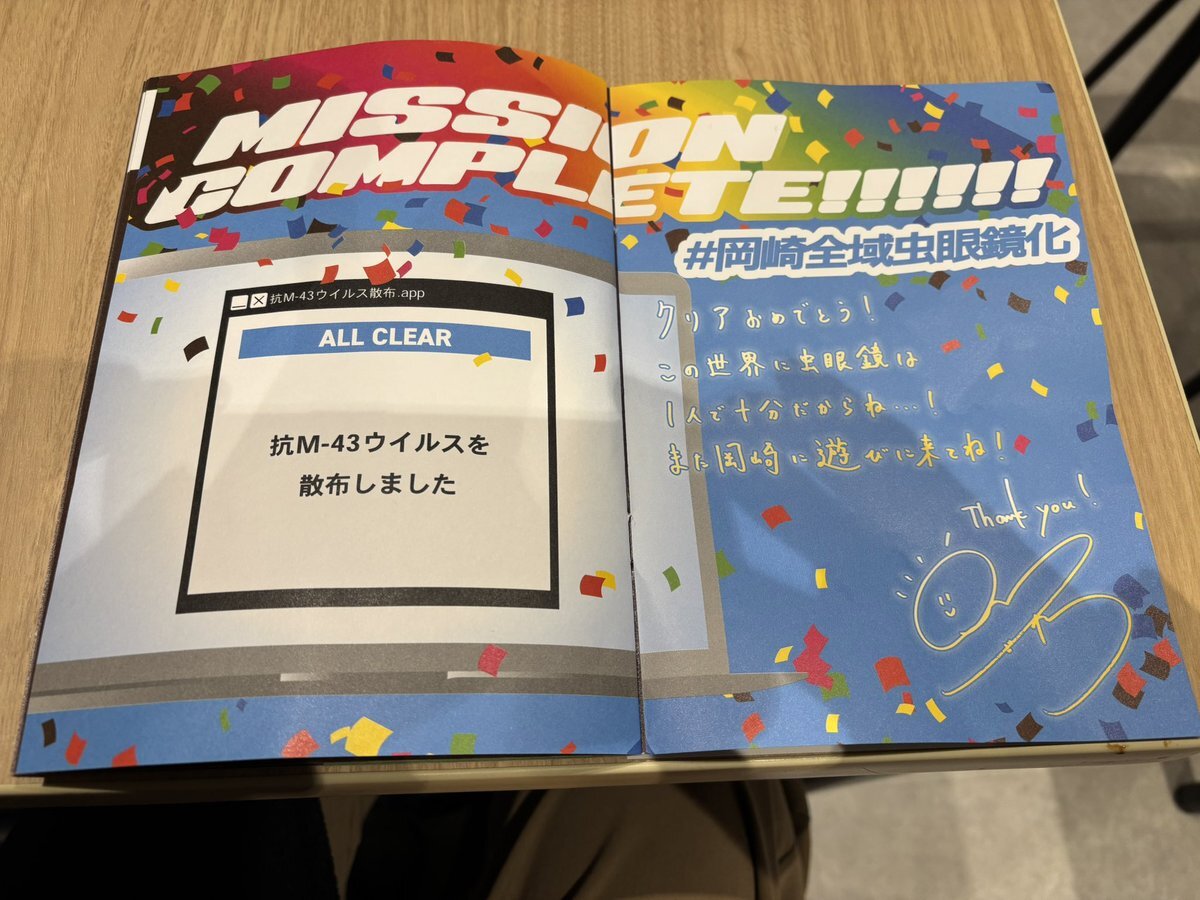 MISSION
COMPLETE!!!!!!!
#岡崎全域虫眼鏡化
抗M-43ウイルス散布.app
ALL CLEAR
抗M-43ウイルスを
散布しました
クリアおめでとう!
この世界に虫眼鏡は
1人で十分だからね…!
また岡崎に遊びに来てね!
Thank you!